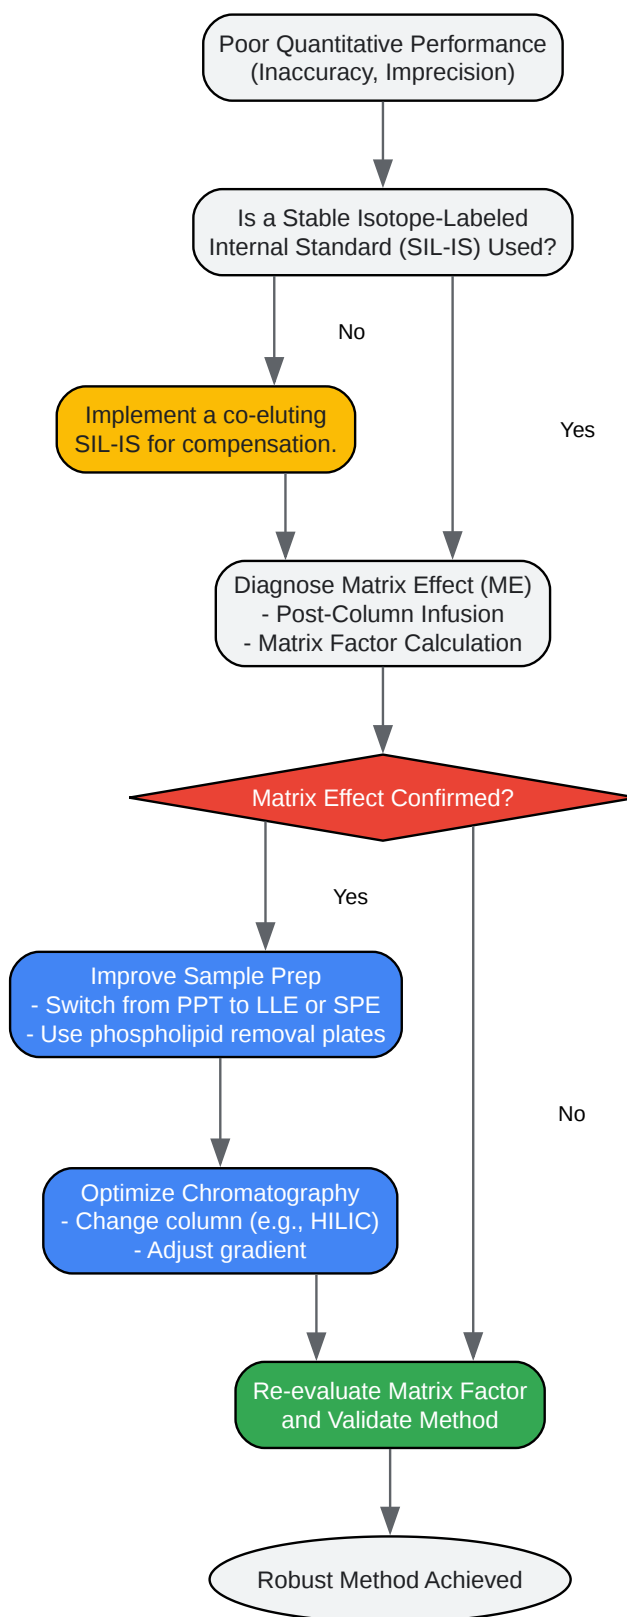 Poor Quantitative Performance
(Inaccuracy, Imprecision)
Is a Stable Isotope-Labeled
Internal Standard (SIL-IS) Used?
No
Implement a co-eluting
SIL-IS for compensation.
Yes
Diagnose Matrix Effect (ME)
- Post-Column Infusion
- Matrix Factor Calculation
Matrix Effect Confirmed?
Yes
Improve Sample Prep
- Switch from PPT to LLE or SPE
- Use phospholipid removal plates
No
Optimize Chromatography
- Change column (e.g., HILIC)
- Adjust gradient
Re-evaluate Matrix Factor
and Validate Method
Robust Method Achieved